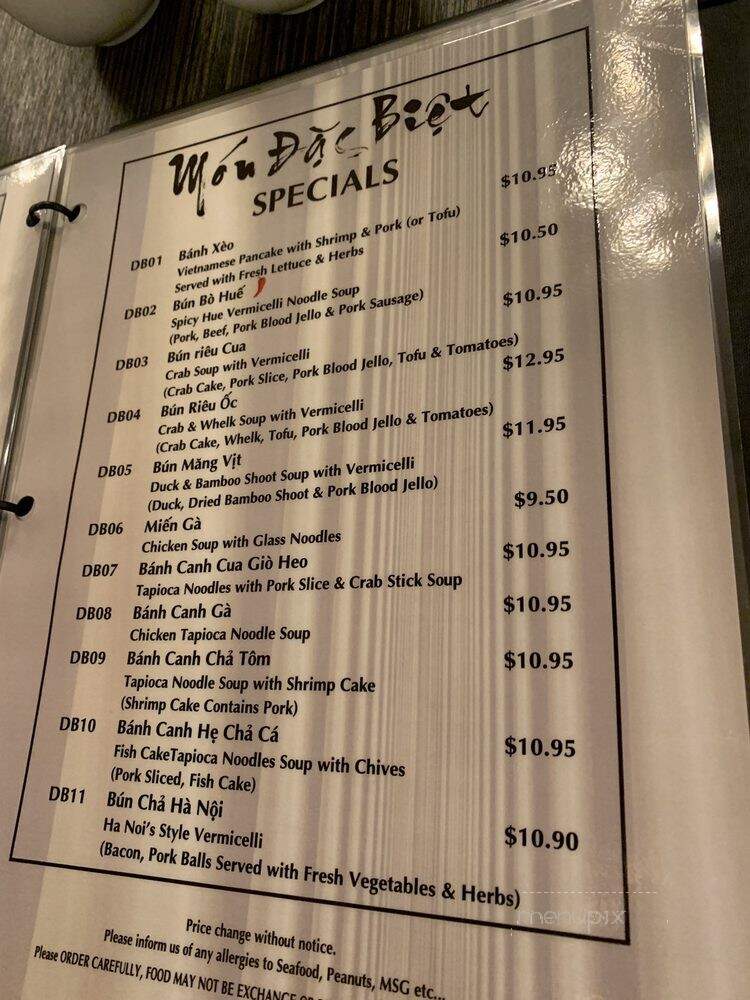 Món Đặc Biệt
SPECIALS
DB01 Bánh Xèo $10.95
Vietnamese Pancake with Shrimp & Pork (or Tofu)
Served with Fresh Lettuce & Herbs
DB02 Bún Bò Huế $10.50
Spicy Hue Vermicelli Noodle Soup
(Pork, Beef, Pork Blood Jello & Pork Sausage)
DB03 Bún riêu Cua $10.95
Crab Soup with Vermicelli
(Crab Cake, Pork Slice, Pork Blood Jello, Tofu & Tomatoes)
DB04 Bún Riêu Ốc $12.95
Crab & Whelk Soup with Vermicelli
(Crab Cake, Whelk, Tofu, Pork Blood Jello & Tomatoes)
DB05 Bún Măng Vịt $11.95
Duck & Bamboo Shoot Soup with Vermicelli
(Duck, Dried Bamboo Shoot & Pork Blood Jello)
DB06 Miến Gà $9.50
Chicken Soup with Glass Noodles
DB07 Bánh Canh Cua Giò Heo $10.95
Tapioca Noodles with Pork Slice & Crab Stick Soup
DB08 Bánh Canh Gà $10.95
Chicken Tapioca Noodle Soup
DB09 Bánh Canh Chả Tôm $10.95
Tapioca Noodle Soup with Shrimp Cake
(Shrimp Cake Contains Pork)
DB10 Bánh Canh Hẹ Chả Cá $10.95
Fish CakeTapioca Noodles Soup with Chives
(Pork Sliced, Fish Cake)
DB11 Bún Chả Hà Nội $10.90
Ha Noi's Style Vermicelli
(Bacon, Pork Balls Served with Fresh Vegetables & Herbs)
menupix
Price change without notice.
Please inform us of any allergies to Seafood, Peanuts, MSG etc...
Please ORDER CAREFULLY, FOOD MAY NOT BE EXCHANGE